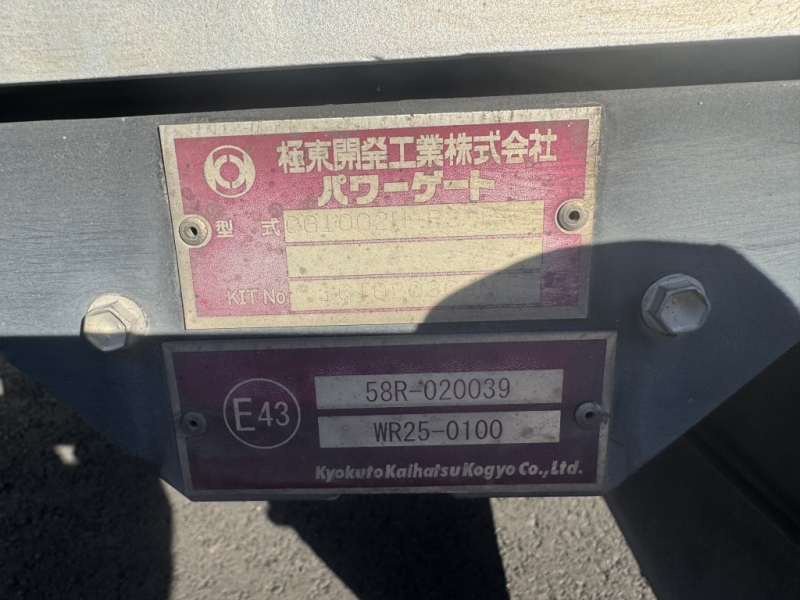 極東開発工業株式会社
パワーゲート
型式
KIT No
E43
58R-020039
WR25-0100
Kyokuto Kaihatsu Kogyo Co., Ltd.